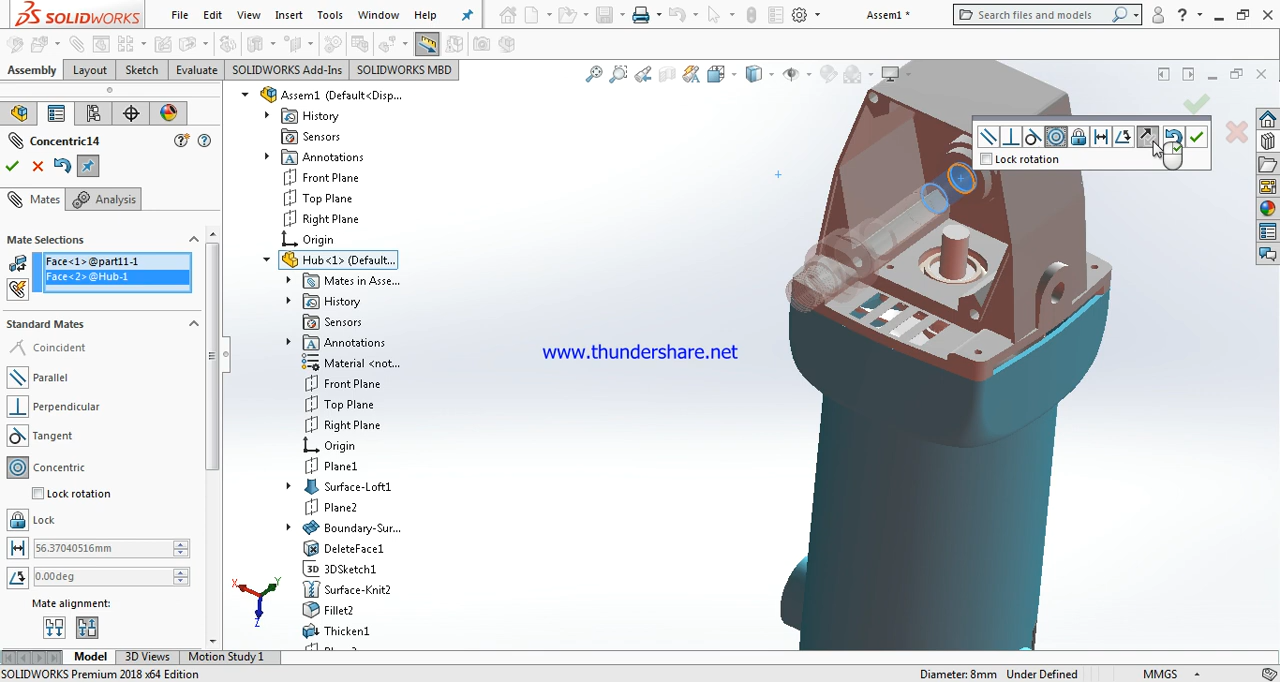 SOLIDWORKS File Edit View Insert Tools Window Help Assem1 * Search files and models ?
Assembly Layout Sketch Evaluate SOLIDWORKS Add-Ins SOLIDWORKS MBD
Concentric14
Mates Analysis
Mate Selections
Face<1>@part11-1
Face<2>@Hub-1
Standard Mates
Coincident
Parallel
Perpendicular
Tangent
Concentric
Lock rotation
Lock
56.37040516mm
0.00deg
Mate alignment:
Assem1 (Default<Disp...
History
Sensors
Annotations
Front Plane
Top Plane
Right Plane
Origin
Hub<1> (Default...
Mates in Asse...
History
Sensors
Annotations
Material <not...
Front Plane
Top Plane
Right Plane
Origin
Plane1
Surface-Loft1
Plane2
Boundary-Sur...
DeleteFace1
3D 3DSketch1
Surface-Knit2
Fillet2
Thicken1
Lock rotation
www.thundershare.net
X Y Z
Model 3D Views Motion Study 1
SOLIDWORKS Premium 2018 x64 Edition Diameter: 8mm Under Defined MMGS